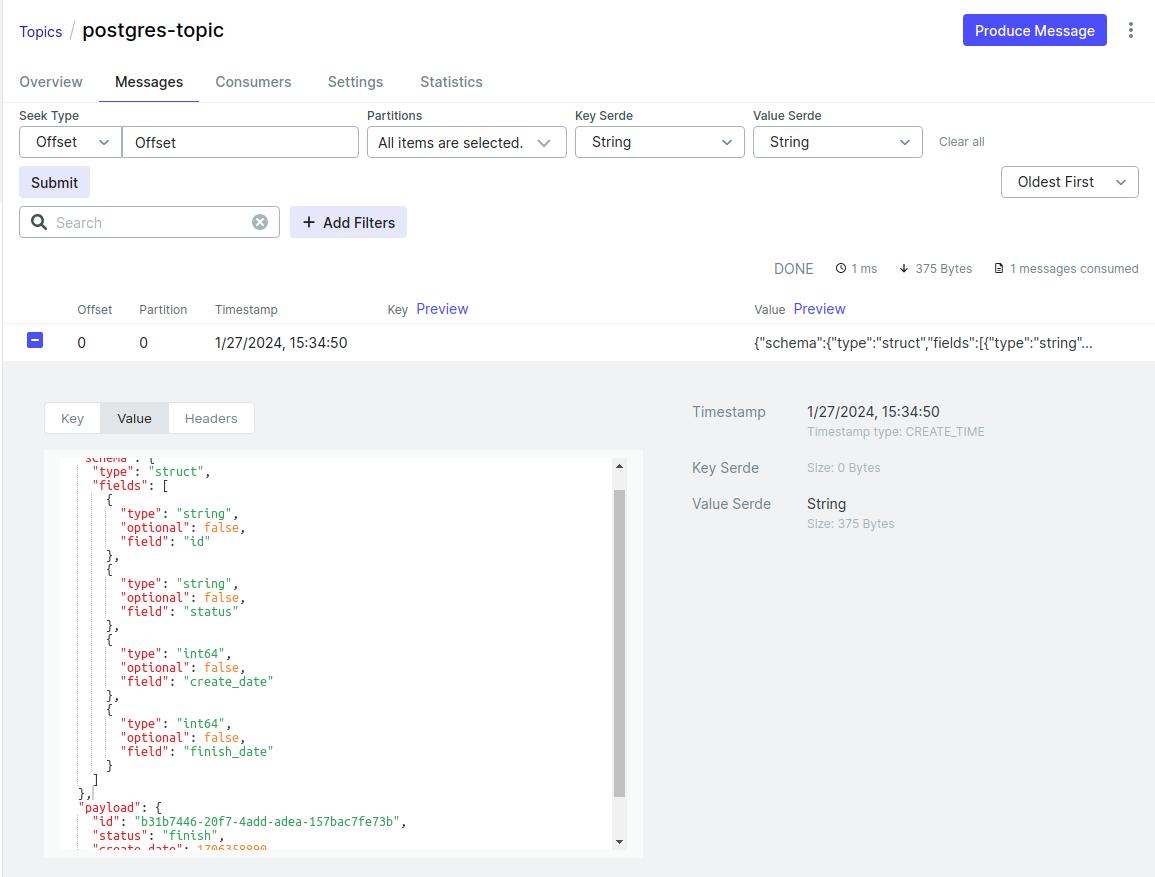 Topics / postgres-topic
Produce Message
Overview Messages Consumers Settings Statistics
Seek Type Partitions Key Serde Value Serde
Offset Offset All items are selected. String String Clear all
Submit Oldest First
Search + Add Filters
DONE 1 ms 375 Bytes 1 messages consumed
Offset Partition Timestamp Key Preview Value Preview
0 0 1/27/2024, 15:34:50 {"schema":{"type":"struct","fields":[{"type":"string"...
Key Value Headers
"schema": {
"type": "struct",
"fields": [
{
"type": "string",
"optional": false,
"field": "id"
},
{
"type": "string",
"optional": false,
"field": "status"
},
{
"type": "int64",
"optional": false,
"field": "create_date"
},
{
"type": "int64",
"optional": false,
"field": "finish_date"
}
]
},
"payload": {
"id": "b31b7446-20f7-4add-adea-157bac7fe73b",
"status": "finish",
"create_date": 1706358890
Timestamp 1/27/2024, 15:34:50
Timestamp type: CREATE_TIME
Key Serde Size: 0 Bytes
Value Serde String
Size: 375 Bytes